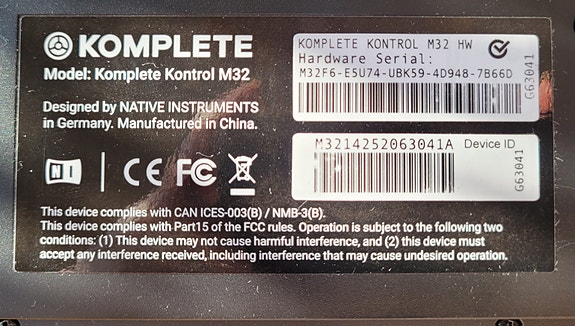 KOMPLETE
Model: Komplete Kontrol M32
Designed by NATIVE INSTRUMENTS
in Germany. Manufactured in China.
KOMPLETE KONTROL M32 HW
Hardware Serial:
M32F6-E5U74-UBK59-4D948-7B66D
G63041
M3214252063041A Device ID
G63041
NI CE FC
This device complies with CAN ICES-003(B) / NMB-3(B).
This device complies with Part15 of the FCC rules. Operation is subject to the following two
conditions: (1) This device may not cause harmful interference, and (2) this device must
accept any interference received, including interference that may cause undesired operation.